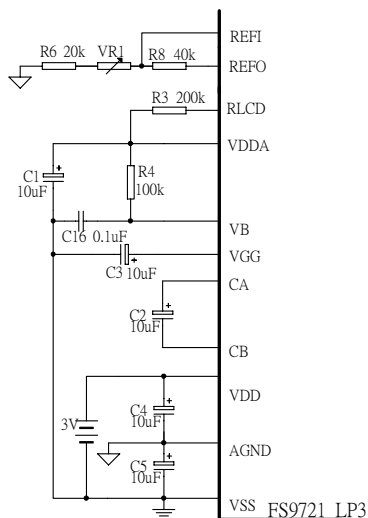 REFI
R6 20k VR1 R8 40k REFO
R3 200k RLCD
VDDA
C1
10uF
R4
100k
C16 0.1uF VB
VGG
C3 10uF
CA
C2
10uF
CB
VDD
3V
C4
10uF
AGND
C5
10uF
VSS FS9721_LP3